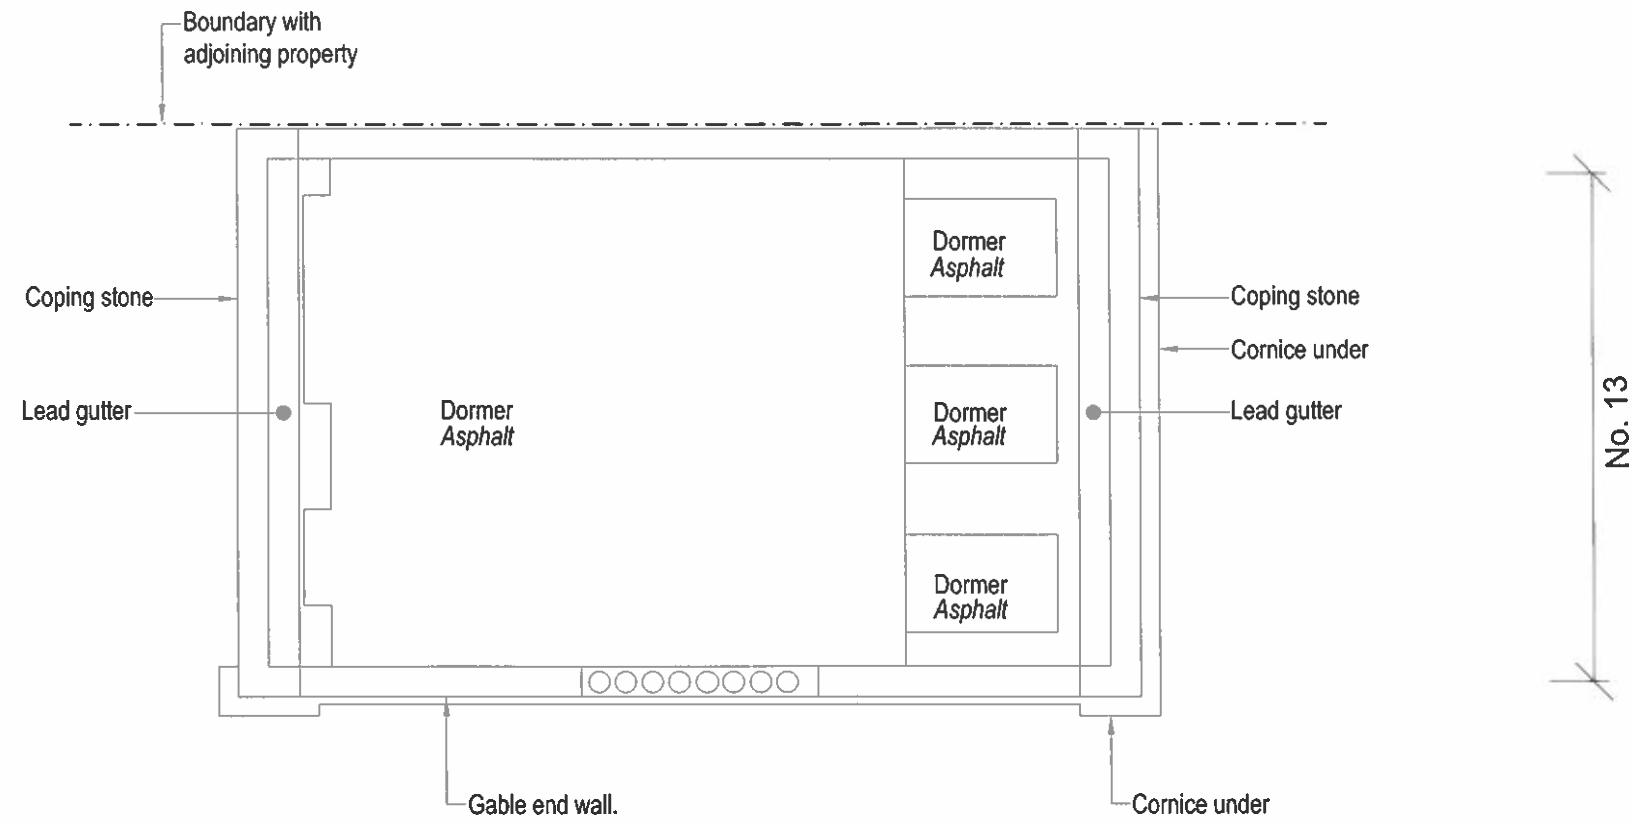 Boundary with
adjoining property
Dormer
Asphalt
Coping stone
Coping stone
Cornice under
Lead gutter
Dormer
Asphalt
Dormer
Asphalt
Lead gutter
No. 13
Dormer
Asphalt
Gable end wall.
Cornice under